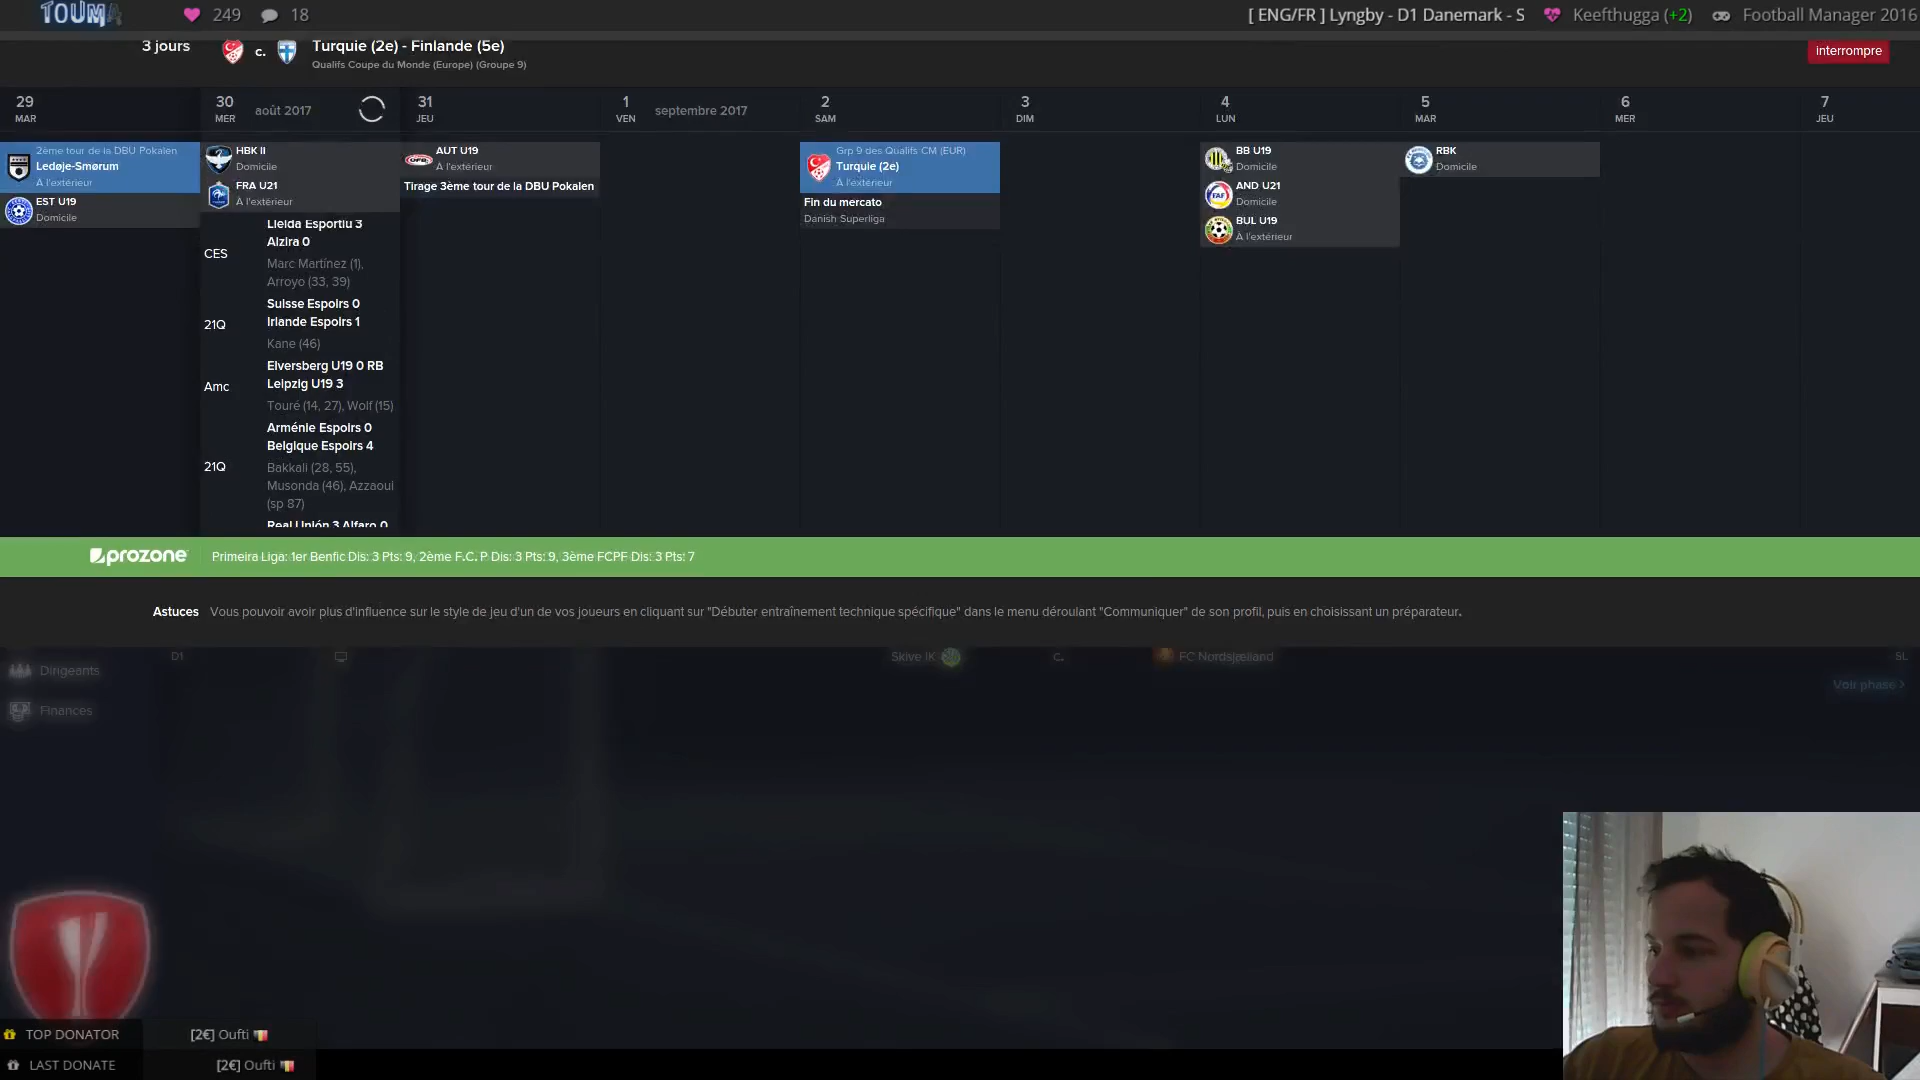 TOUMA
249
18
[ ENG/FR ] Lyngby - D1 Danemark - S
Keefthugga (+2)
Football Manager 2016
3 jours
c.
Turquie (2e) - Finlande (5e)
Qualifs Coupe du Monde (Europe) (Groupe 9)
interrompre
29
MAR
30
MER
août 2017
31
JEU
1
VEN
septembre 2017
2
SAM
3
DIM
4
LUN
5
MAR
6
MER
7
JEU
2ème tour de la DBU Pokalen
Ledøje-Smørum
À l'extérieur
EST U19
Domicile
HBK II
Domicile
FRA U21
À l'extérieur
AUT U19
À l'extérieur
Tirage 3ème tour de la DBU Pokalen
Grp 9 des Qualifs CM (EUR)
Turquie (2e)
À l'extérieur
Fin du mercato
Danish Superliga
BB U19
Domicile
AND U21
Domicile
BUL U19
À l'extérieur
RBK
Domicile
CES
Lleida Esportiu 3
Alzira 0
Marc Martínez (1),
Arroyo (33, 39)
21Q
Suisse Espoirs 0
Irlande Espoirs 1
Kane (46)
Amc
Elversberg U19 0 RB
Leipzig U19 3
Touré (14, 27), Wolf (15)
21Q
Arménie Espoirs 0
Belgique Espoirs 4
Bakkali (28, 55),
Musonda (46), Azzaoui
(sp 87)
Real Unión 3 Alfaro 0
prozone
Primeira Liga: 1er Benfic Dis: 3 Pts: 9, 2ème F.C. P Dis: 3 Pts: 9, 3ème FCPF Dis: 3 Pts: 7
Astuces
Vous pouvoir avoir plus d'influence sur le style de jeu d'un de vos joueurs en cliquant sur "Débuter entraînement technique spécifique" dans le menu déroulant "Communiquer" de son profil, puis en choisissant un préparateur.
Dirigeants
D1
Skive IK
c.
FC Nordsjælland
SL
Voir phase >
Finances
TOP DONATOR
[2€] Oufti
LAST DONATE
[2€] Oufti